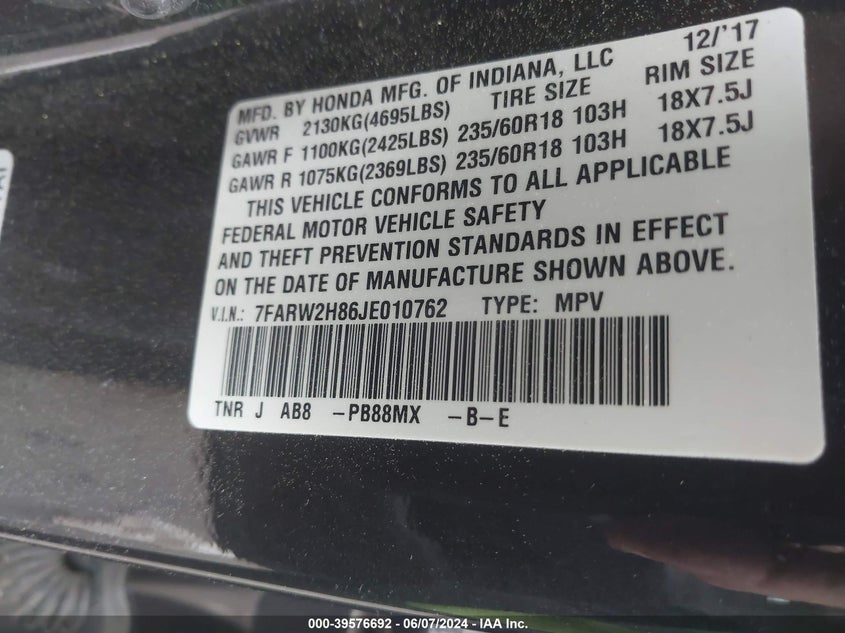 12/'17
MFD. BY HONDA MFG. OF INDIANA, LLC
GVWR 2130KG(4695LBS) TIRE SIZE RIM SIZE
GAWR F 1100KG(2425LBS) 235/60R18 103H 18X7.5J
GAWR R 1075KG(2369LBS) 235/60R18 103H 18X7.5J
THIS VEHICLE CONFORMS TO ALL APPLICABLE
FEDERAL MOTOR VEHICLE SAFETY
AND THEFT PREVENTION STANDARDS IN EFFECT
ON THE DATE OF MANUFACTURE SHOWN ABOVE.
V.I.N.: 7FARW2H86JE010762 TYPE: MPV
TNR J AB8 -PB88MX -B-E
000-39576692 - 06/07/2024 - IAA Inc.